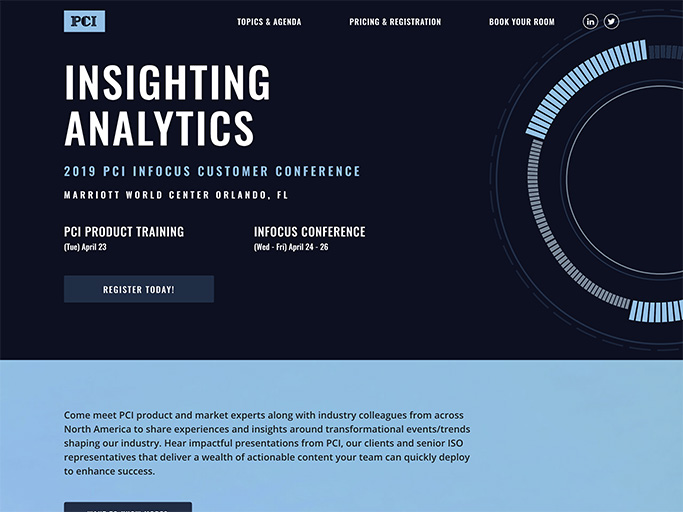 PCI
TOPICS & AGENDA
PRICING & REGISTRATION
BOOK YOUR ROOM
in
INSIGHTING
ANALYTICS
2019 PCI INFOCUS CUSTOMER CONFERENCE
MARRIOTT WORLD CENTER ORLANDO, FL
PCI PRODUCT TRAINING
(Tue) April 23
INFOCUS CONFERENCE
(Wed - Fri) April 24 - 26
REGISTER TODAY!
Come meet PCI product and market experts along with industry colleagues from across
North America to share experiences and insights around transformational events/trends
shaping our industry. Hear impactful presentations from PCI, our clients and senior ISO
representatives that deliver a wealth of actionable content your team can quickly deploy
to enhance success.